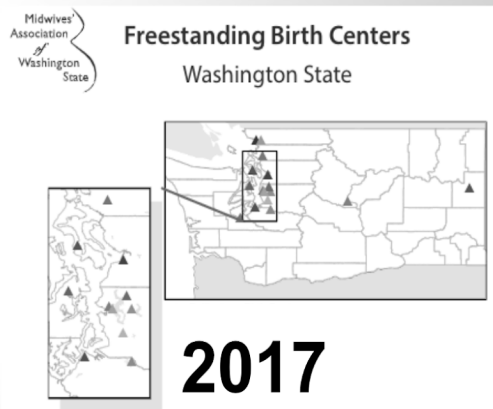 Midwives'
Association
of
Washington
State
Freestanding Birth Centers
Washington State
2017